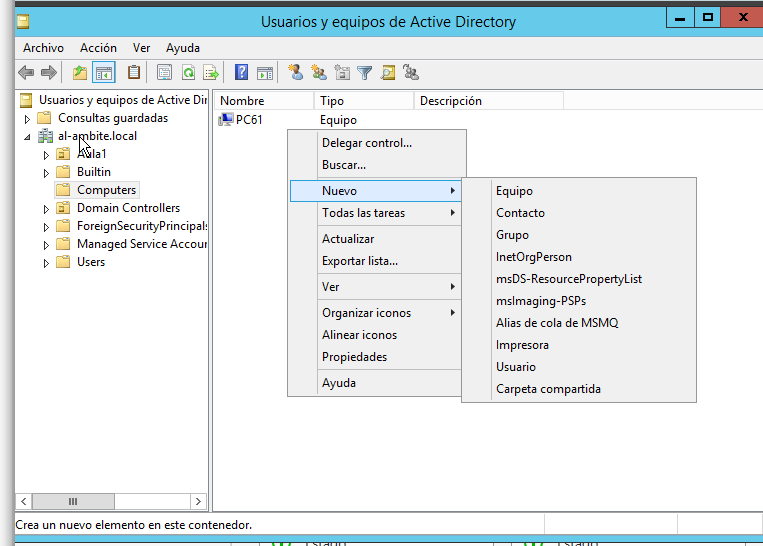 Usuarios y equipos de Active Directory
Archivo Acción Ver Ayuda
Usuarios y equipos de Active Dir
Consultas guardadas
al-ambite.local
Aula1
Builtin
Computers
Domain Controllers
ForeignSecurityPrincipals
Managed Service Accour
Users
Nombre Tipo Descripción
PC61 Equipo
Delegar control...
Buscar...
Nuevo
Todas las tareas
Actualizar
Exportar lista...
Ver
Organizar iconos
Alinear iconos
Propiedades
Ayuda
Equipo
Contacto
Grupo
InetOrgPerson
msDS-ResourcePropertyList
msImaging-PSPs
Alias de cola de MSMQ
Impresora
Usuario
Carpeta compartida
Crea un nuevo elemento en este contenedor.